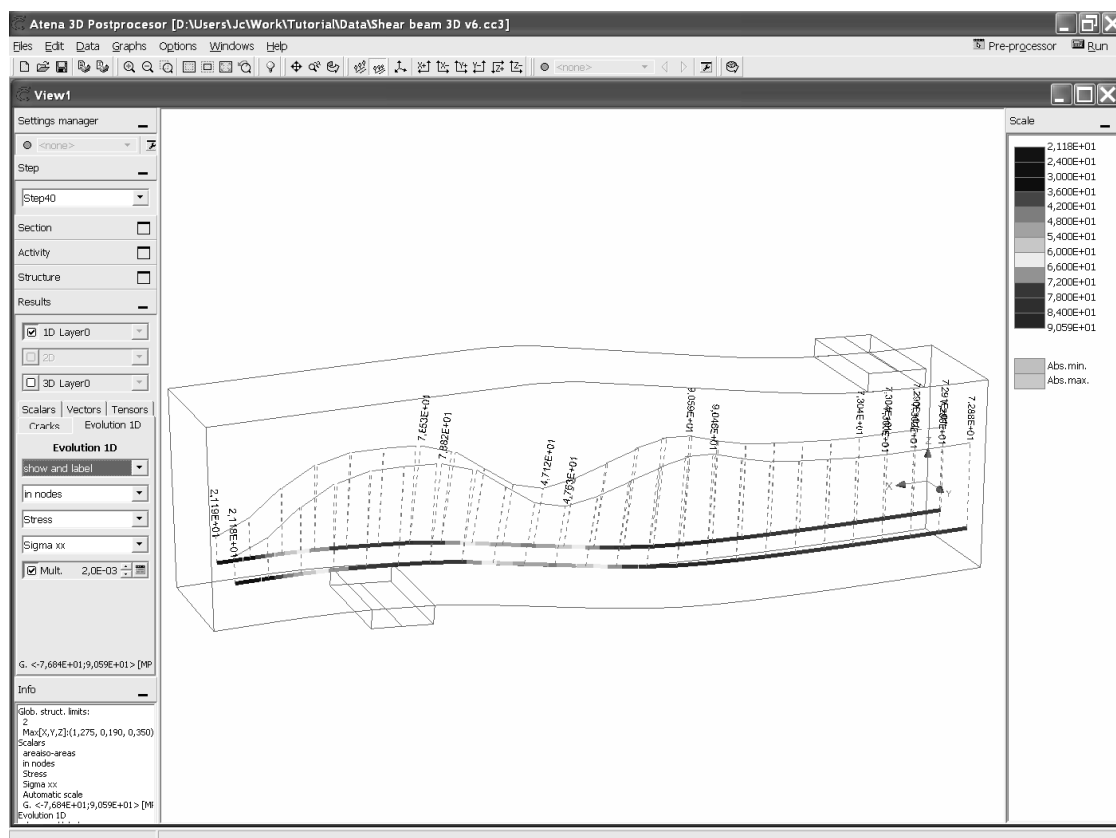 Atena 3D Postprocesor [D:\Users\Jc\Work\Tutorial\Data\Shear beam 3D v6.cc3]
Files Edit Data Graphs Options Windows Help
Pre-processor Run
<none>
View1
Settings manager
<none>
Step
Step40
Section
Activity
Structure
Results
1D Layer0
2D
3D Layer0
Scalars Vectors Tensors
Cracks Evolution 1D
Evolution 1D
show and label
in nodes
Stress
Sigma xx
Mult. 2,0E-03
G. <-7,684E+01;9,059E+01> [MP
Info
Glob. struct. limits:
2
Max[X,Y,Z]:(1,275, 0,190, 0,350)
Scalars
areaiso-areas
in nodes
Stress
Sigma xx
Automatic scale
G. <-7,684E+01;9,059E+01> [M
Evolution 1D
2,119E+01
2,118E+01
4,712E+01
4,763E+01
9,059E+01
7,304E+01
7,291E+01
7,288E+01
X
Y
Z
Scale
2,118E+01
2,400E+01
3,000E+01
3,600E+01
4,200E+01
4,800E+01
5,400E+01
6,000E+01
6,600E+01
7,200E+01
7,800E+01
8,400E+01
9,059E+01
Abs.min.
Abs.max.